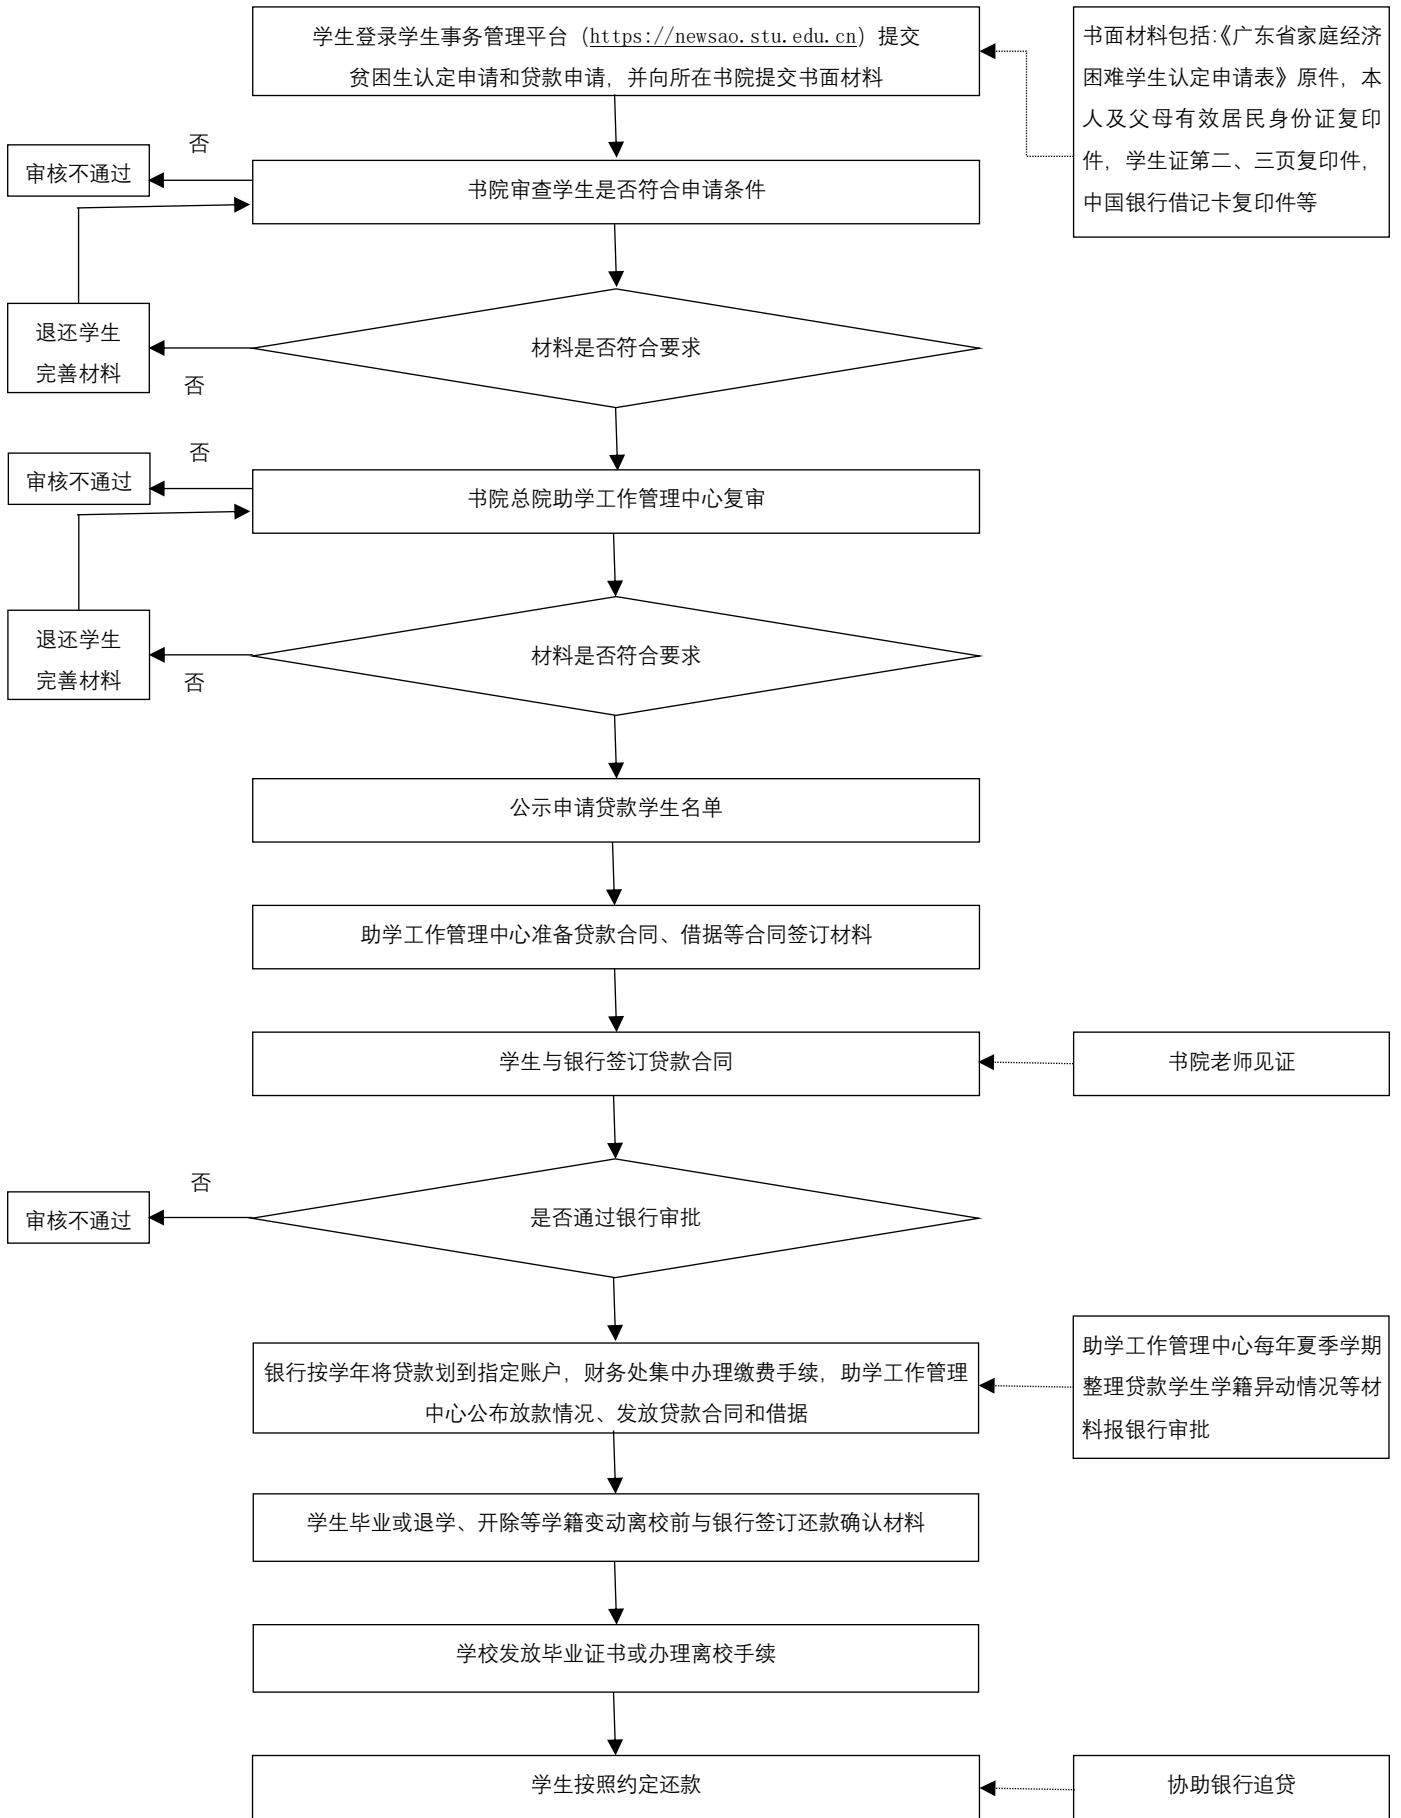 学生登录学生事务管理平台（https://newsao.stu.edu.cn）提交
贫困生认定申请和贷款申请，并向所在书院提交书面材料
书面材料包括：《广东省家庭经济
困难学生认定申请表》原件，本
人及父母有效居民身份证复印
件，学生证第二、三页复印件，
中国银行借记卡复印件等
否
审核不通过
书院审查学生是否符合申请条件
退还学生
完善材料
否
材料是否符合要求
否
审核不通过
书院总院助学工作管理中心复审
退还学生
完善材料
否
材料是否符合要求
公示申请贷款学生名单
助学工作管理中心准备贷款合同、借据等合同签订材料
学生与银行签订贷款合同
书院老师见证
否
审核不通过
是否通过银行审批
银行按学年将贷款划到指定账户，财务处集中办理缴费手续，助学工作管理
中心公布放款情况、发放贷款合同和借据
助学工作管理中心每年夏季学期
整理贷款学生学籍异动情况等材
料报银行审批
学生毕业或退学、开除等学籍变动离校前与银行签订还款确认材料
学校发放毕业证书或办理离校手续
学生按照约定还款
协助银行追贷